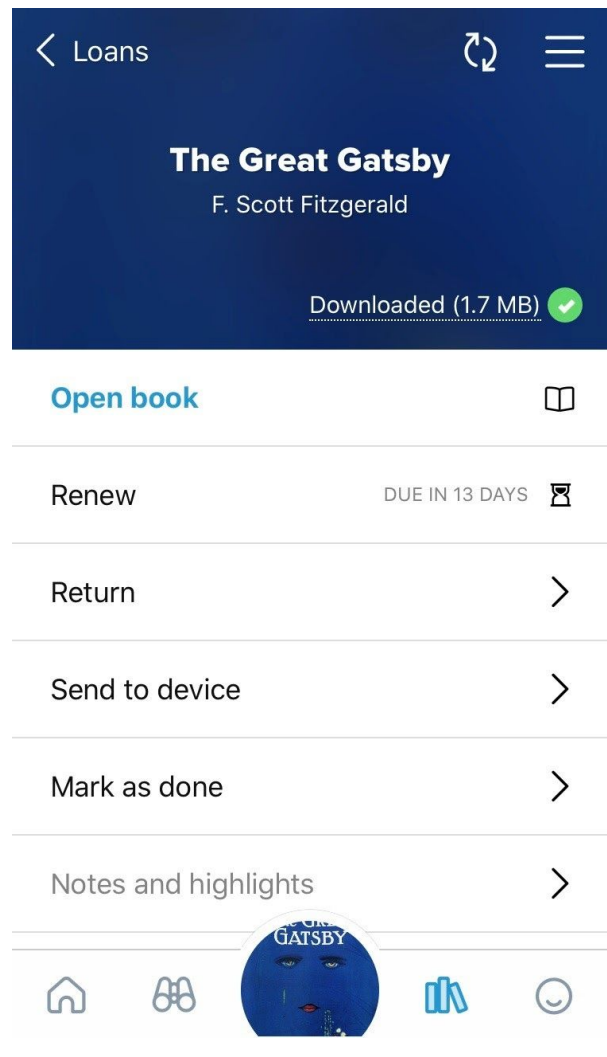 Loans
The Great Gatsby
F. Scott Fitzgerald
Downloaded (1.7 MB)
Open book
Renew DUE IN 13 DAYS
Return
Send to device
Mark as done
Notes and highlights
GATSBY